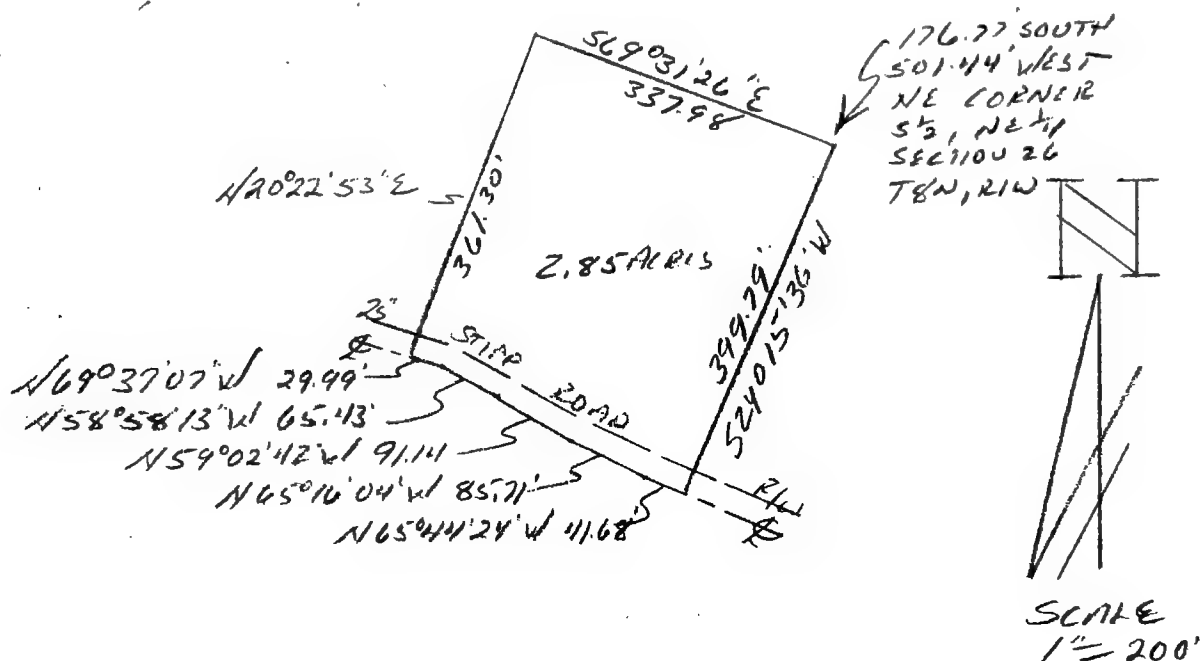 S69°31'26"E
337.98
176.77 SOUTH
501.44' WEST
NE CORNER
S½, NE¼
SECTION 26
T8N, R1W
N20°22'53"E
361.30'
2.85 ACRES
399.79'
S24°15'36"W
25'
STIPP ROAD
R/W
℄
℄
N69°37'07"W 29.99'
N58°58'13"W 65.43'
N59°02'42"W 91.14
N65°16'04"W 85.71'
N65°44'24"W 41.68'
N
SCALE
1"= 200'